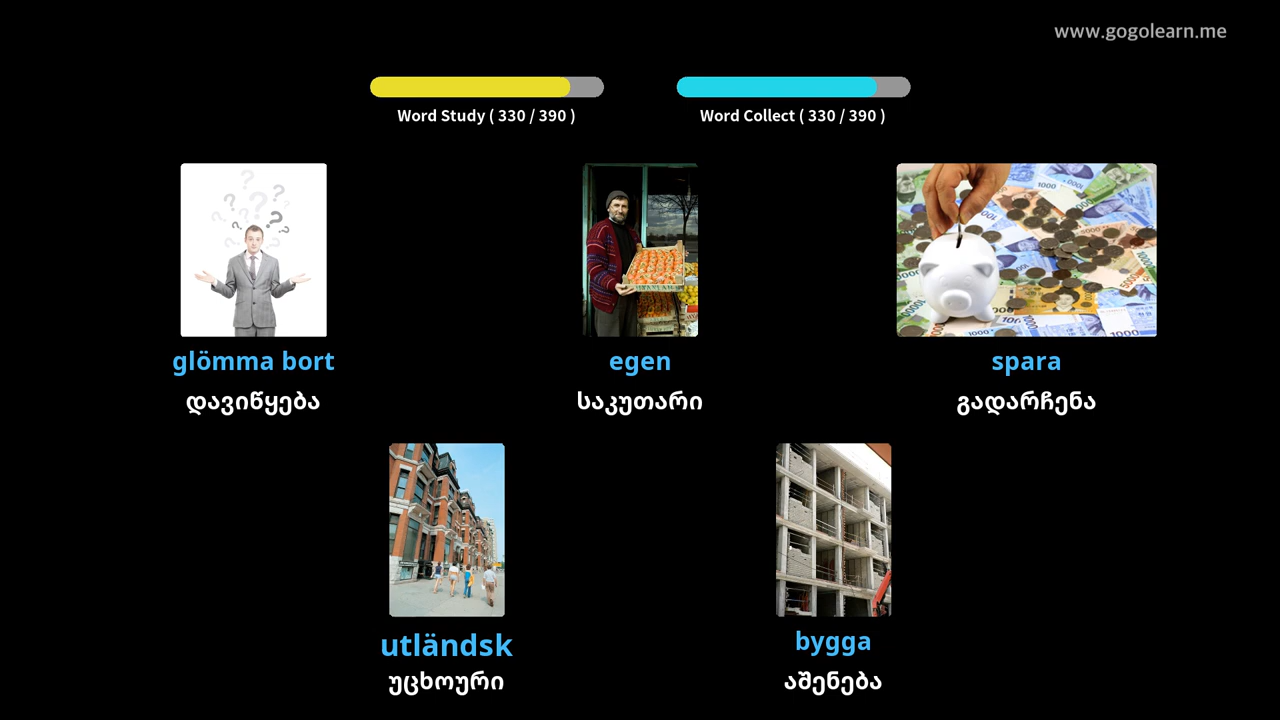 www.gogolearn.me
Word Study ( 330 / 390 )
Word Collect ( 330 / 390 )
glömma bort
დავიწყება
egen
საკუთარი
spara
გადარჩენა
utländsk
უცხოური
bygga
აშენება